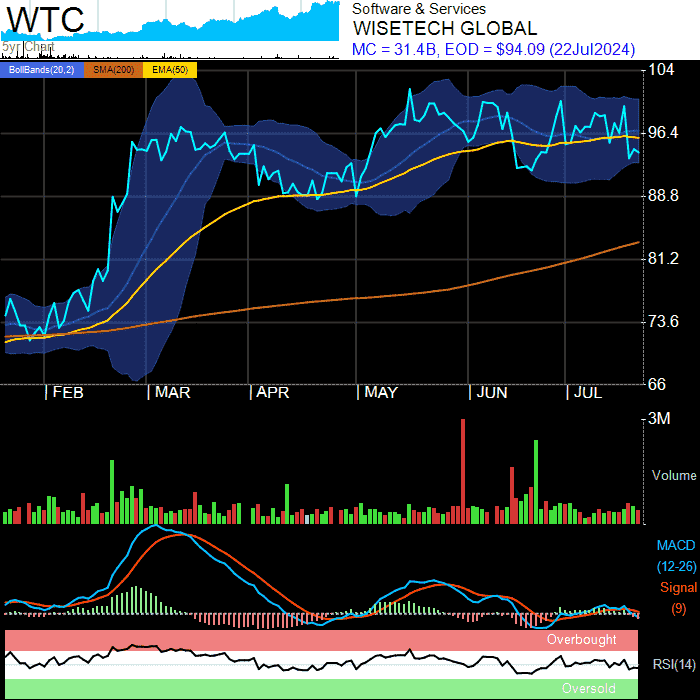 WTC
5yr Chart
Software & Services
WISETECH GLOBAL
MC = 31.4B, EOD = $94.09 (22Jul2024)
BollBands(20,2) SMA(200) EMA(50)
104
96.4
88.8
81.2
73.6
66
FEB MAR APR MAY JUN JUL
3M
Volume
MACD
(12-26)
Signal
(9)
Overbought
RSI(14)
Oversold